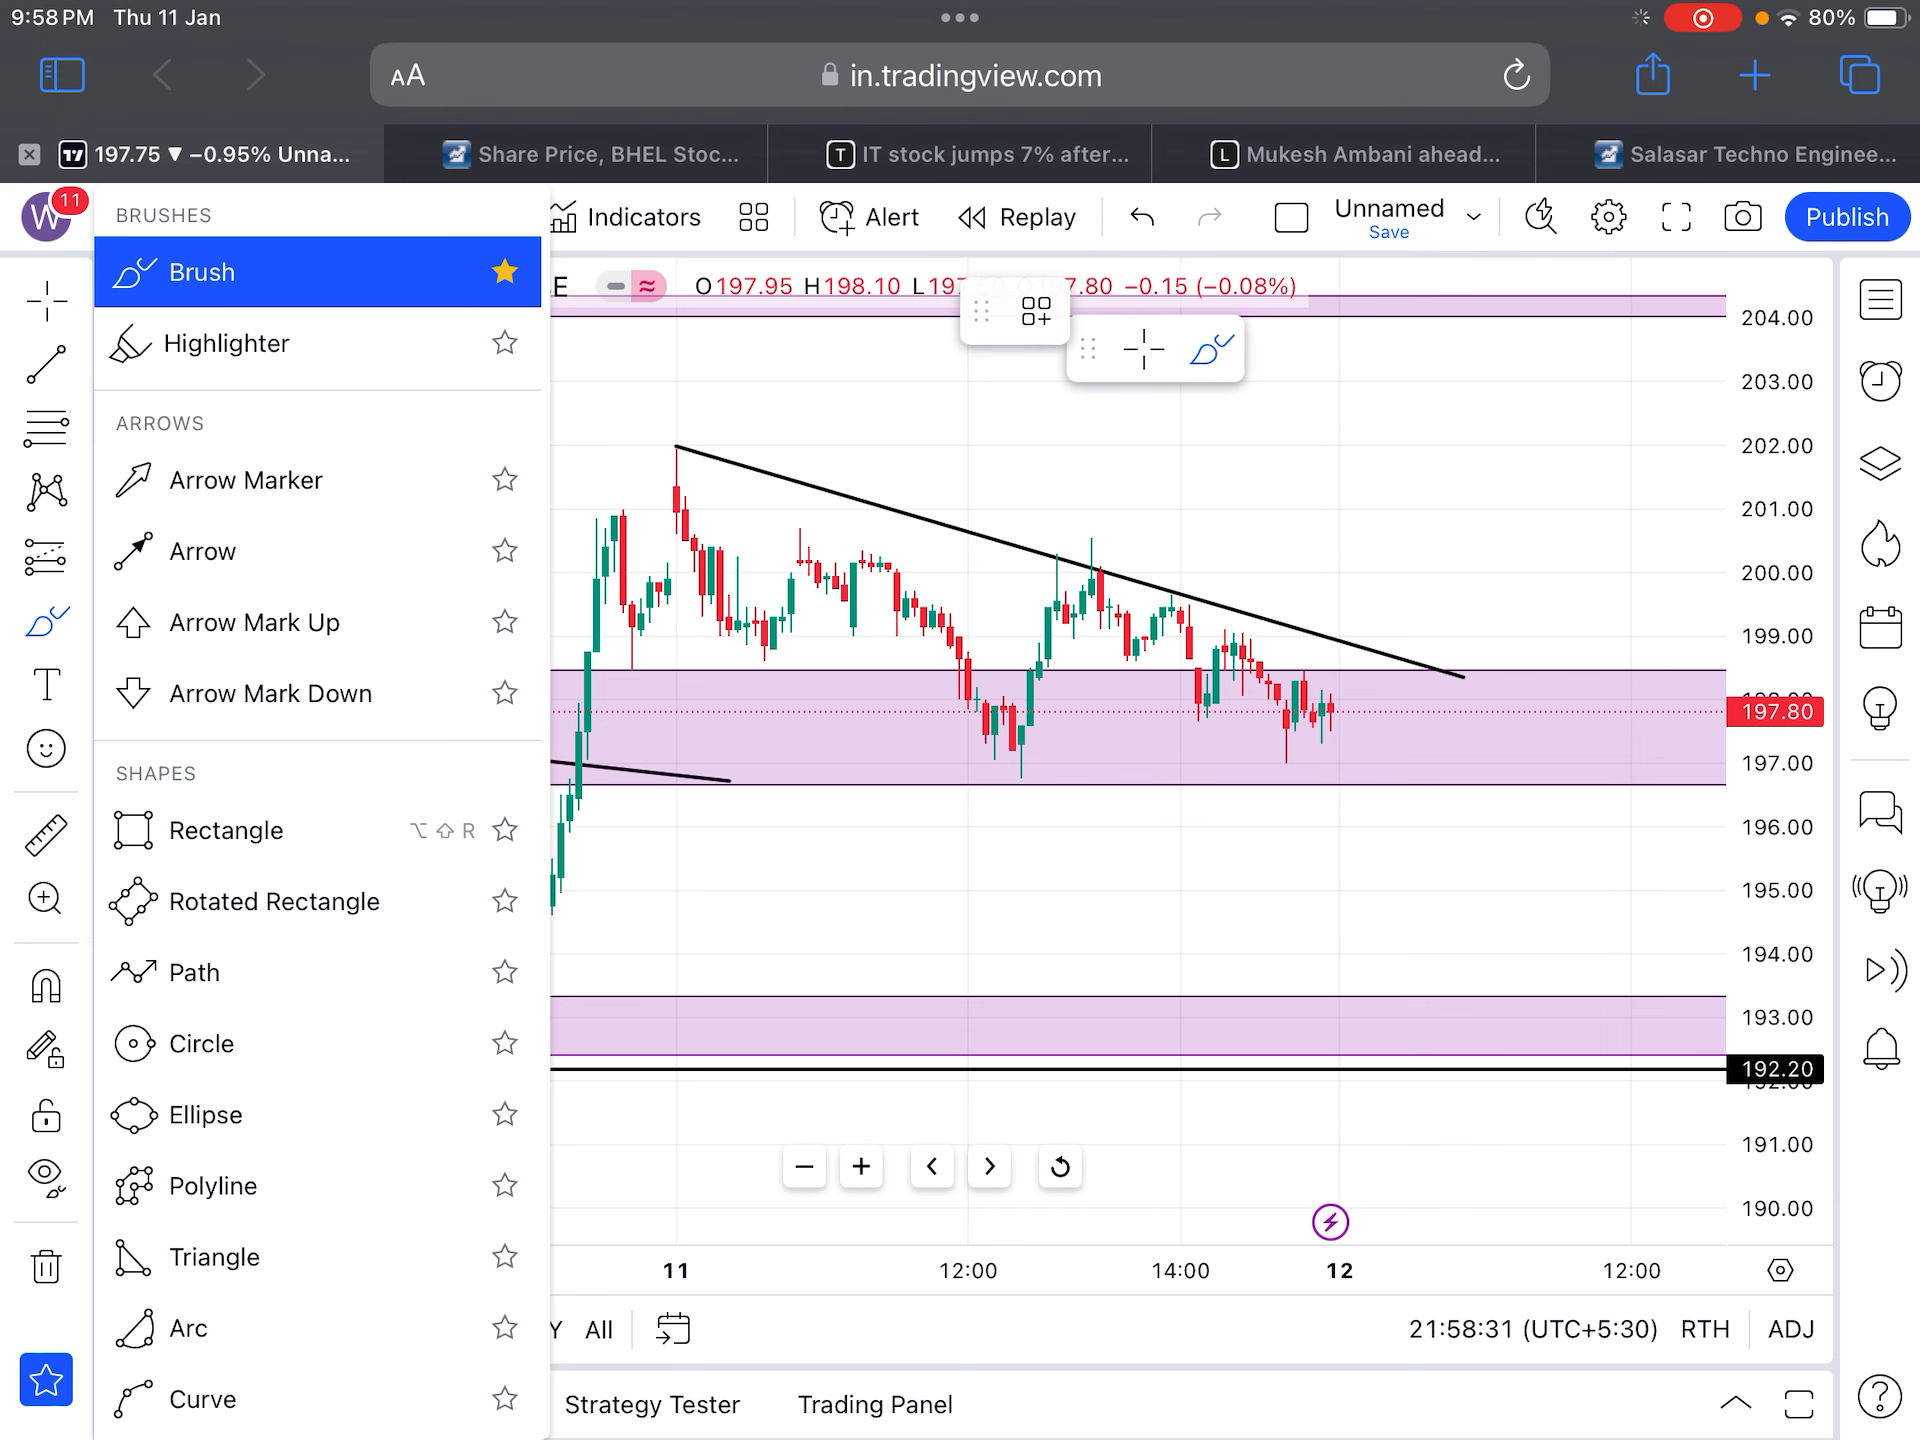 9:58 PM Thu 11 Jan
80%
AA in.tradingview.com
197.75 ▼ −0.95% Unna...
Share Price, BHEL Stoc...
T IT stock jumps 7% after...
L Mukesh Ambani ahead...
Salasar Techno Enginee...
W 11
Indicators Alert Replay
Unnamed
Save
Publish
BRUSHES
Brush
Highlighter
ARROWS
Arrow Marker
Arrow
Arrow Mark Up
Arrow Mark Down
SHAPES
Rectangle ⌥ ⇧ R
Rotated Rectangle
Path
Circle
Ellipse
Polyline
Triangle
Arc
Curve
E O197.95 H198.10 −0.15 (−0.08%)
204.00
203.00
202.00
201.00
200.00
199.00
197.80
197.00
196.00
195.00
194.00
193.00
192.20
191.00
190.00
11 12:00 14:00 12 12:00
Y All
21:58:31 (UTC+5:30) RTH ADJ
Strategy Tester Trading Panel